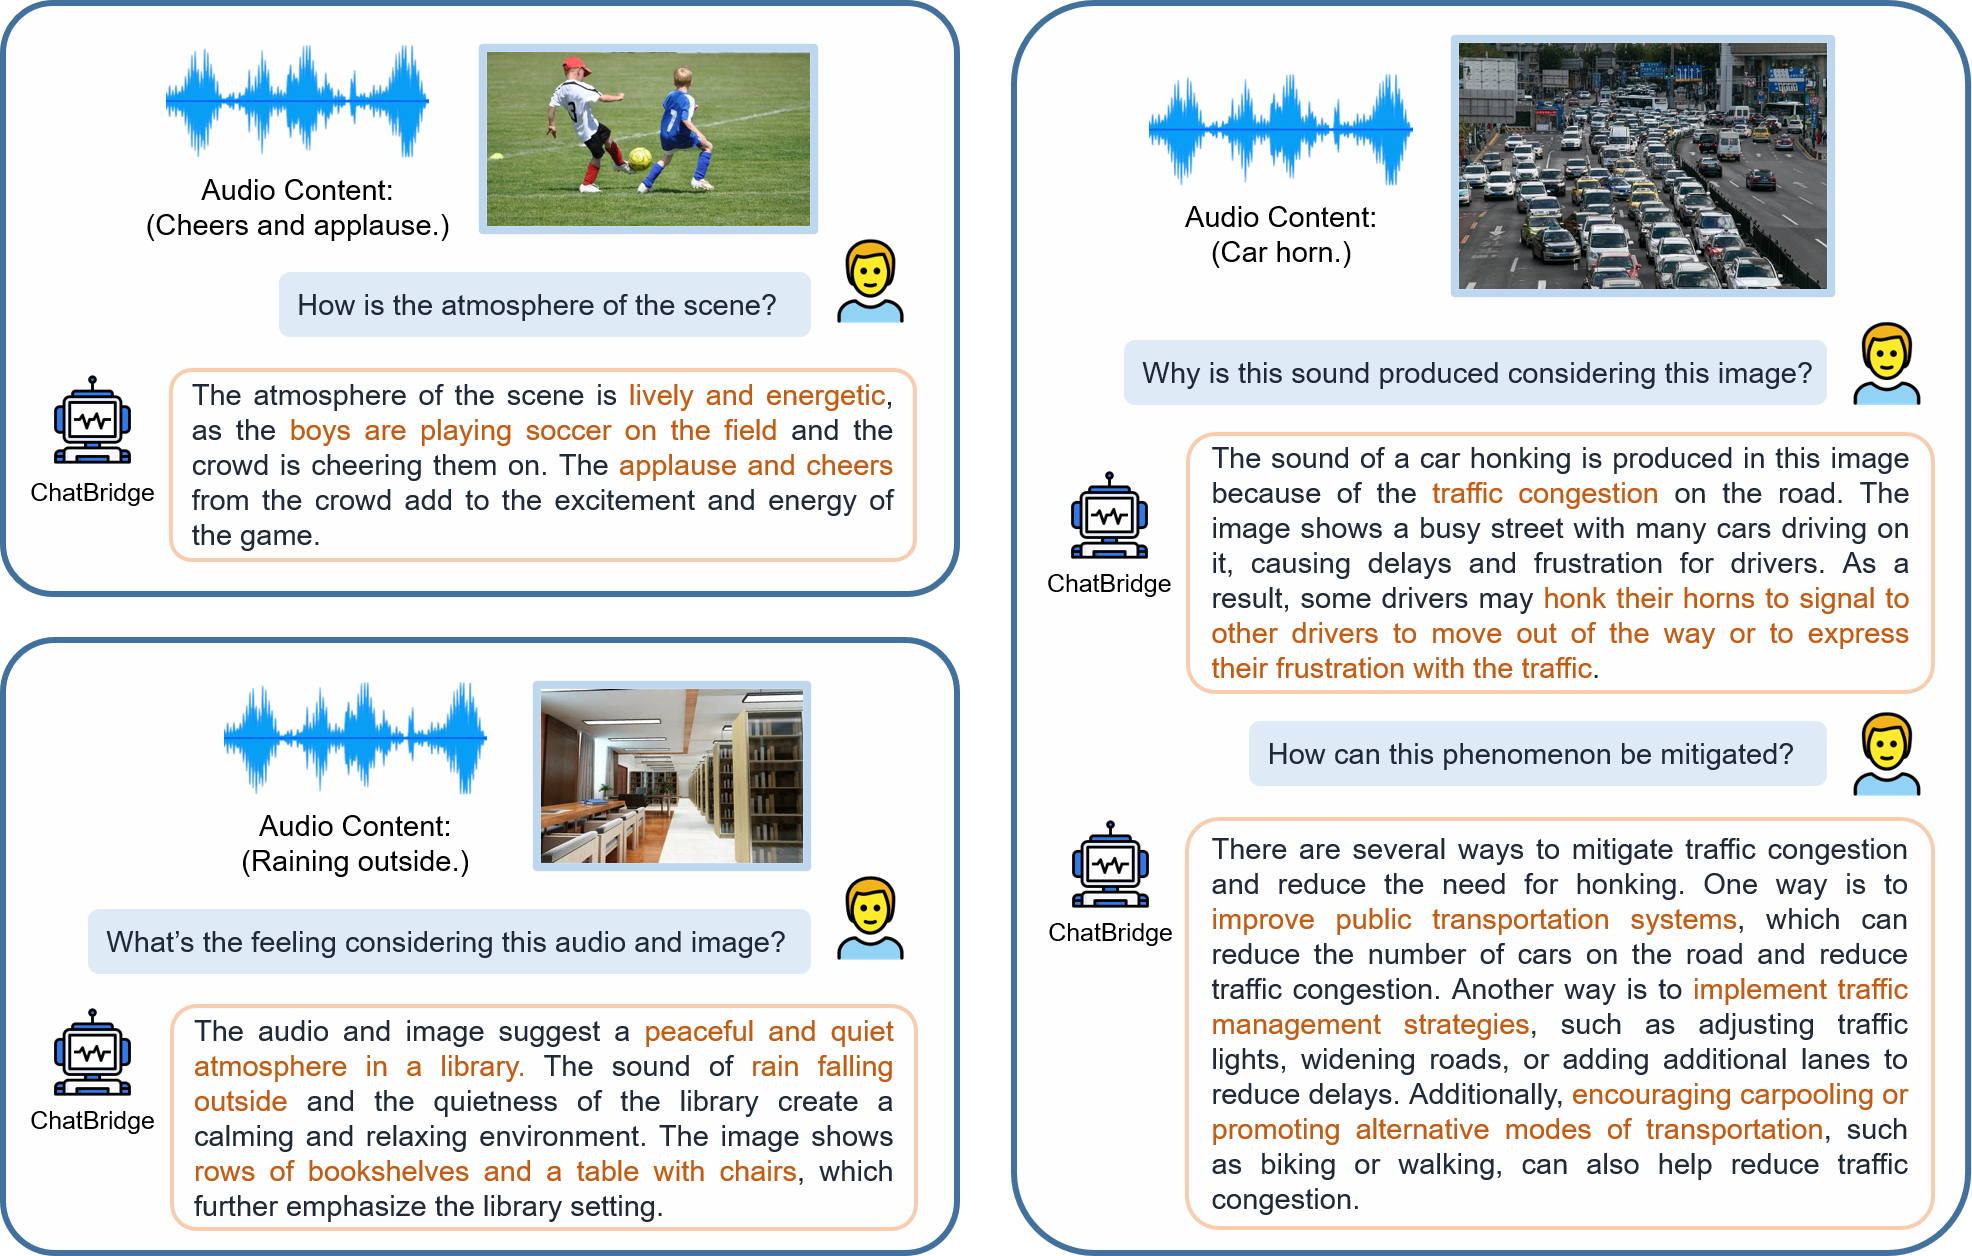 Audio Content:
(Cheers and applause.)
How is the atmosphere of the scene?
ChatBridge
The atmosphere of the scene is lively and energetic,
as the boys are playing soccer on the field and the
crowd is cheering them on. The applause and cheers
from the crowd add to the excitement and energy of
the game.
Audio Content:
(Raining outside.)
What’s the feeling considering this audio and image?
ChatBridge
The audio and image suggest a peaceful and quiet
atmosphere in a library. The sound of rain falling
outside and the quietness of the library create a
calming and relaxing environment. The image shows
rows of bookshelves and a table with chairs, which
further emphasize the library setting.
Audio Content:
(Car horn.)
Why is this sound produced considering this image?
ChatBridge
The sound of a car honking is produced in this image
because of the traffic congestion on the road. The
image shows a busy street with many cars driving on
it, causing delays and frustration for drivers. As a
result, some drivers may honk their horns to signal to
other drivers to move out of the way or to express
their frustration with the traffic.
How can this phenomenon be mitigated?
ChatBridge
There are several ways to mitigate traffic congestion
and reduce the need for honking. One way is to
improve public transportation systems, which can
reduce the number of cars on the road and reduce
traffic congestion. Another way is to implement traffic
management strategies, such as adjusting traffic
lights, widening roads, or adding additional lanes to
reduce delays. Additionally, encouraging carpooling or
promoting alternative modes of transportation, such
as biking or walking, can also help reduce traffic
congestion.